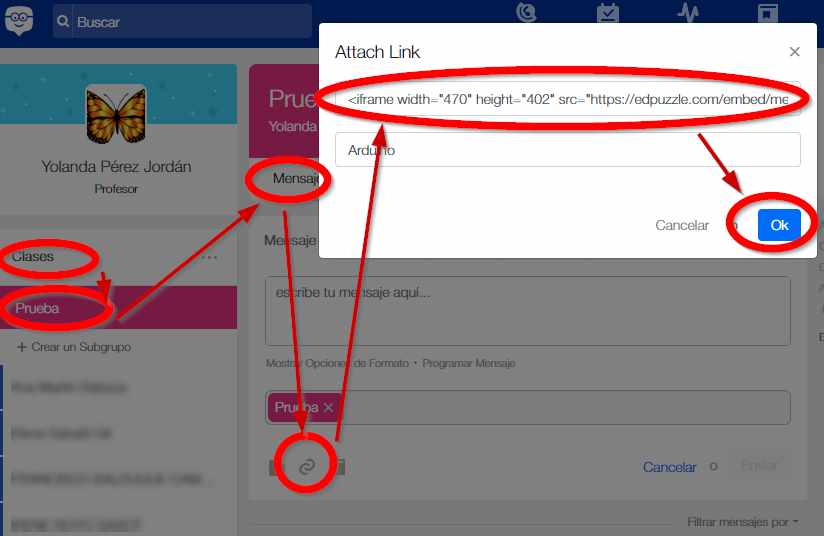 Buscar
Yolanda Pérez Jordán
Profesor
Clases
...
Prueba
+ Crear un Subgrupo
Prue
Yolanda
Mensaje
Mensaje
escribe tu mensaje aquí...
Mostrar Opciones de Formato • Programar Mensaje
Prueba ×
Cancelar o Enviar
Filtrar mensajes por
Attach Link ×
<iframe width="470" height="402" src="https://edpuzzle.com/embed/me
Arduino
Cancelar o Ok